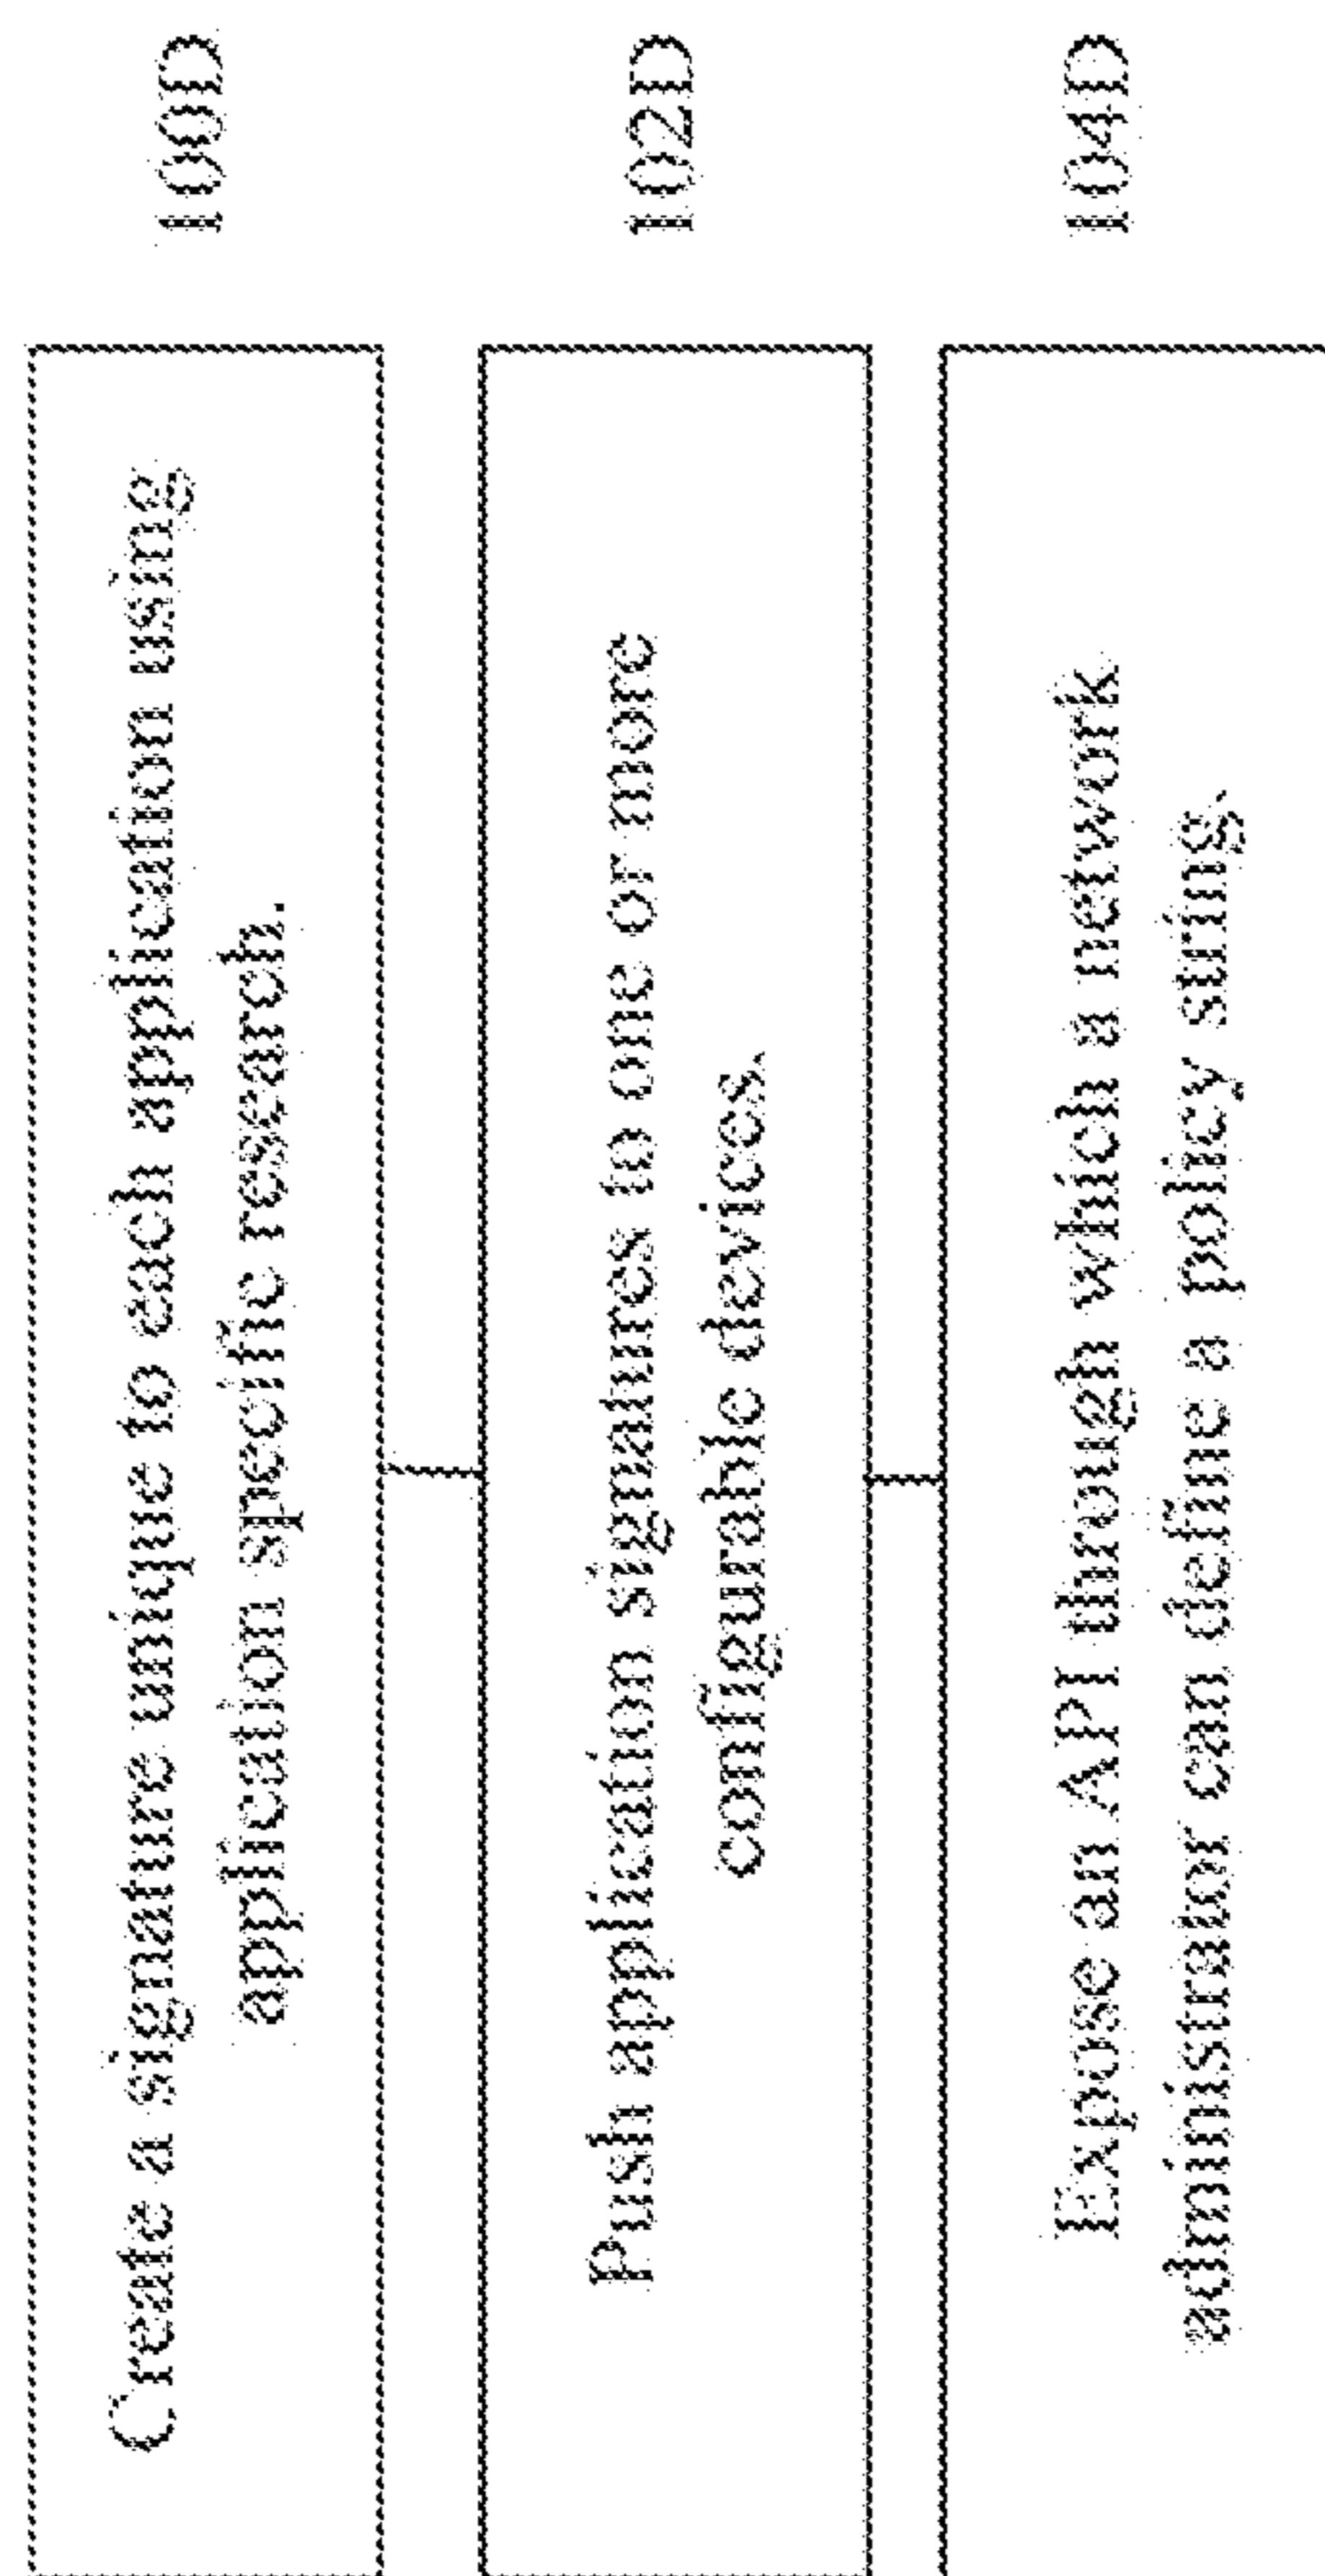 Create a signature unique to each application using
application specific research.
100D
Push application signatures to one or more
configurable devices.
102D
Expose an API through which a network
administrator can define a policy string.
104D